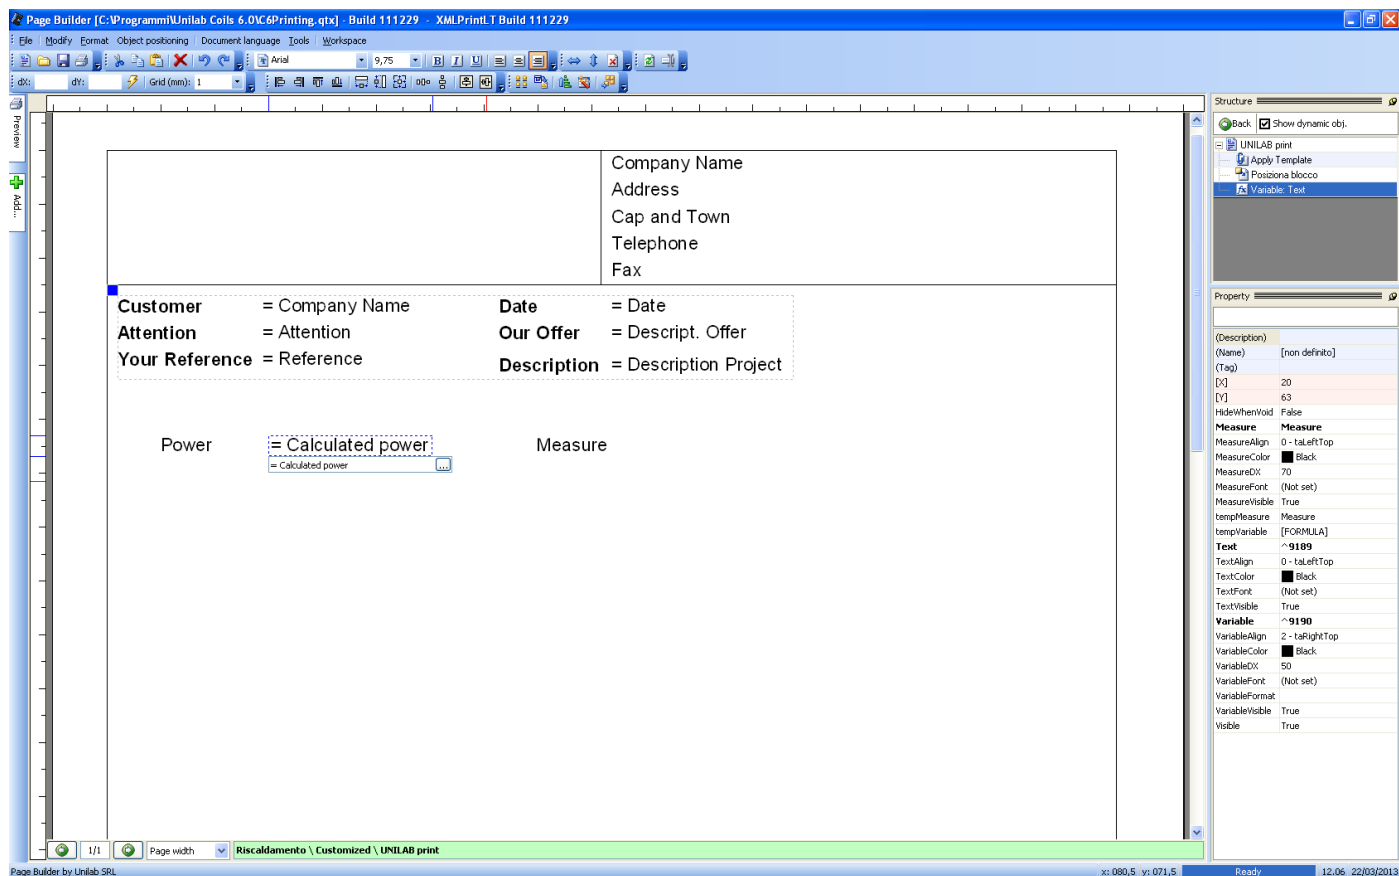 Page Builder [C:\Programmi\Unilab Coils 6.0\C6Printing.qtx] - Build 111229 - XMLPrintLT Build 111229
File Modify Format Object positioning Document language Tools Workspace
Arial 9,75 B I U
dX: dY: Grid (mm): 1
Preview
Add...
Company Name
Address
Cap and Town
Telephone
Fax
Customer = Company Name Date = Date
Attention = Attention Our Offer = Descript. Offer
Your Reference = Reference Description = Description Project
Power = Calculated power Measure
= Calculated power ...
Structure
Back Show dynamic obj.
UNILAB print
Apply Template
Posiziona blocco
Variable: Text
Property
(Description)
(Name) [non definito]
(Tag)
[X] 20
[Y] 63
HideWhenVoid False
Measure Measure
MeasureAlign 0 - taLeftTop
MeasureColor Black
MeasureDX 70
MeasureFont (Not set)
MeasureVisible True
tempMeasure Measure
tempVariable [FORMULA]
Text ^9189
TextAlign 0 - taLeftTop
TextColor Black
TextFont (Not set)
TextVisible True
Variable ^9190
VariableAlign 2 - taRightTop
VariableColor Black
VariableDX 50
VariableFont (Not set)
VariableFormat
VariableVisible True
Visible True
1/1 Page width Riscaldamento \ Customized \ UNILAB print
Page Builder by Unilab SRL x: 080,5 y: 071,5 Ready 12.06 22/03/2013